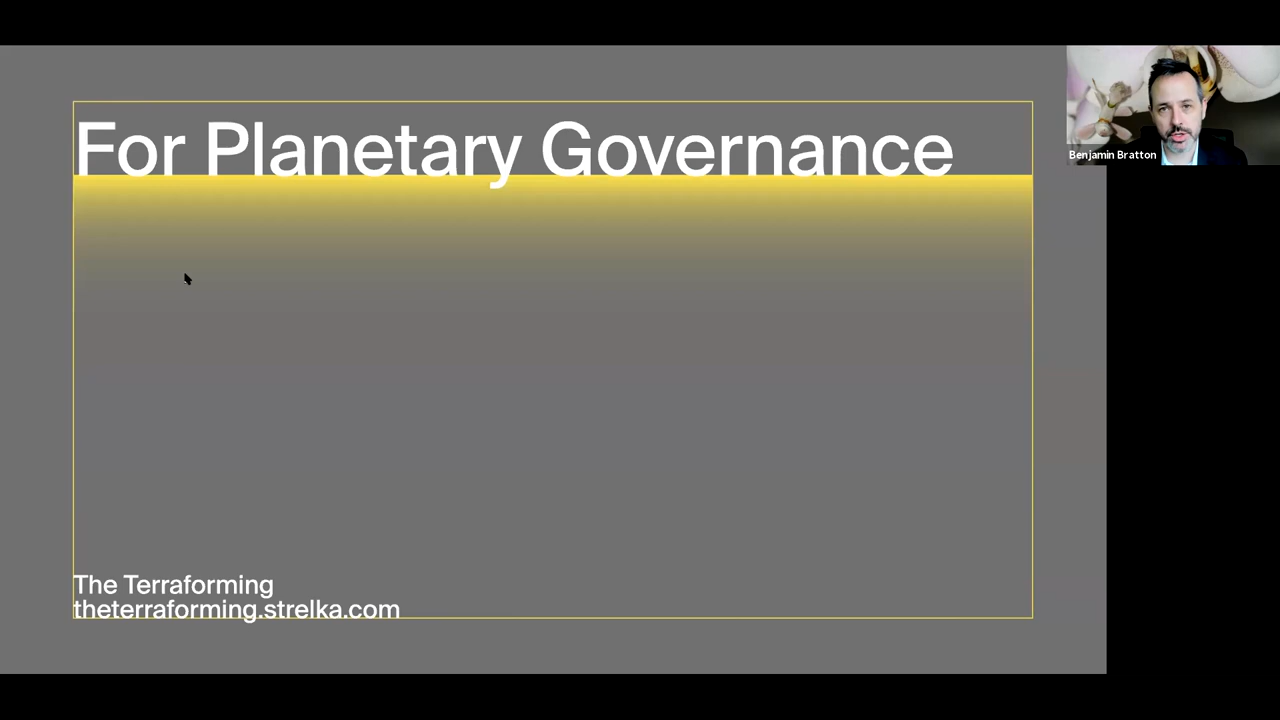 For Planetary Governance
Benjamin Bratton
The Terraforming
theterraforming.strelka.com